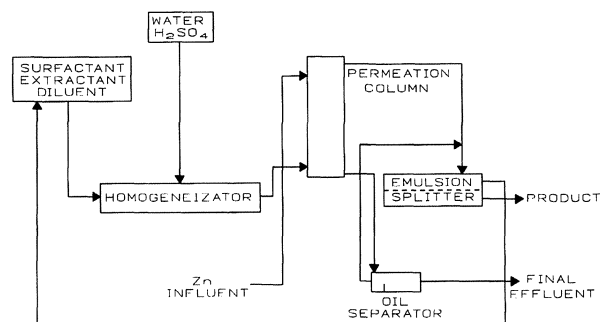 WATER
H₂SO₄
SURFACTANT
EXTRACTANT
DILUENT
PERMEATION
COLUMN
HOMOGENEIZATOR
EMULSION
SPLITTER
PRODUCT
Zn
INFLUENT
OIL
SEPARATOR
FINAL
EFFLUENT